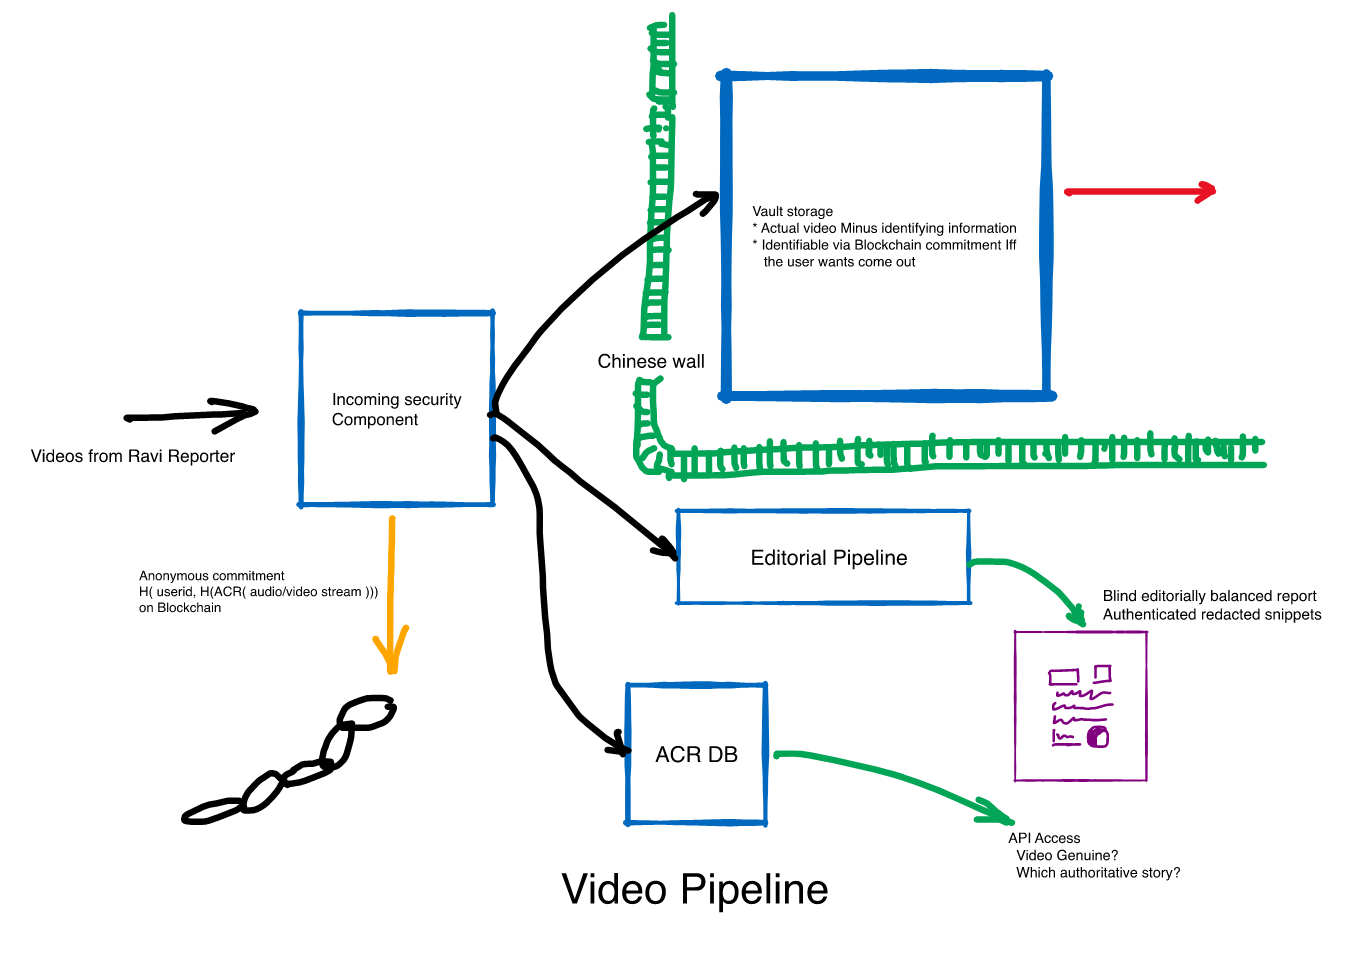 Vault storage
* Actual video Minus identifying information
* Identifiable via Blockchain commitment Iff
the user wants come out
Chinese wall
Incoming security
Component
Videos from Ravi Reporter
Editorial Pipeline
Anonymous commitment
H( userid, H(ACR( audio/video stream )))
on Blockchain
Blind editorially balanced report
Authenticated redacted snippets
ACR DB
API Access
Video Genuine?
Which authoritative story?
Video Pipeline